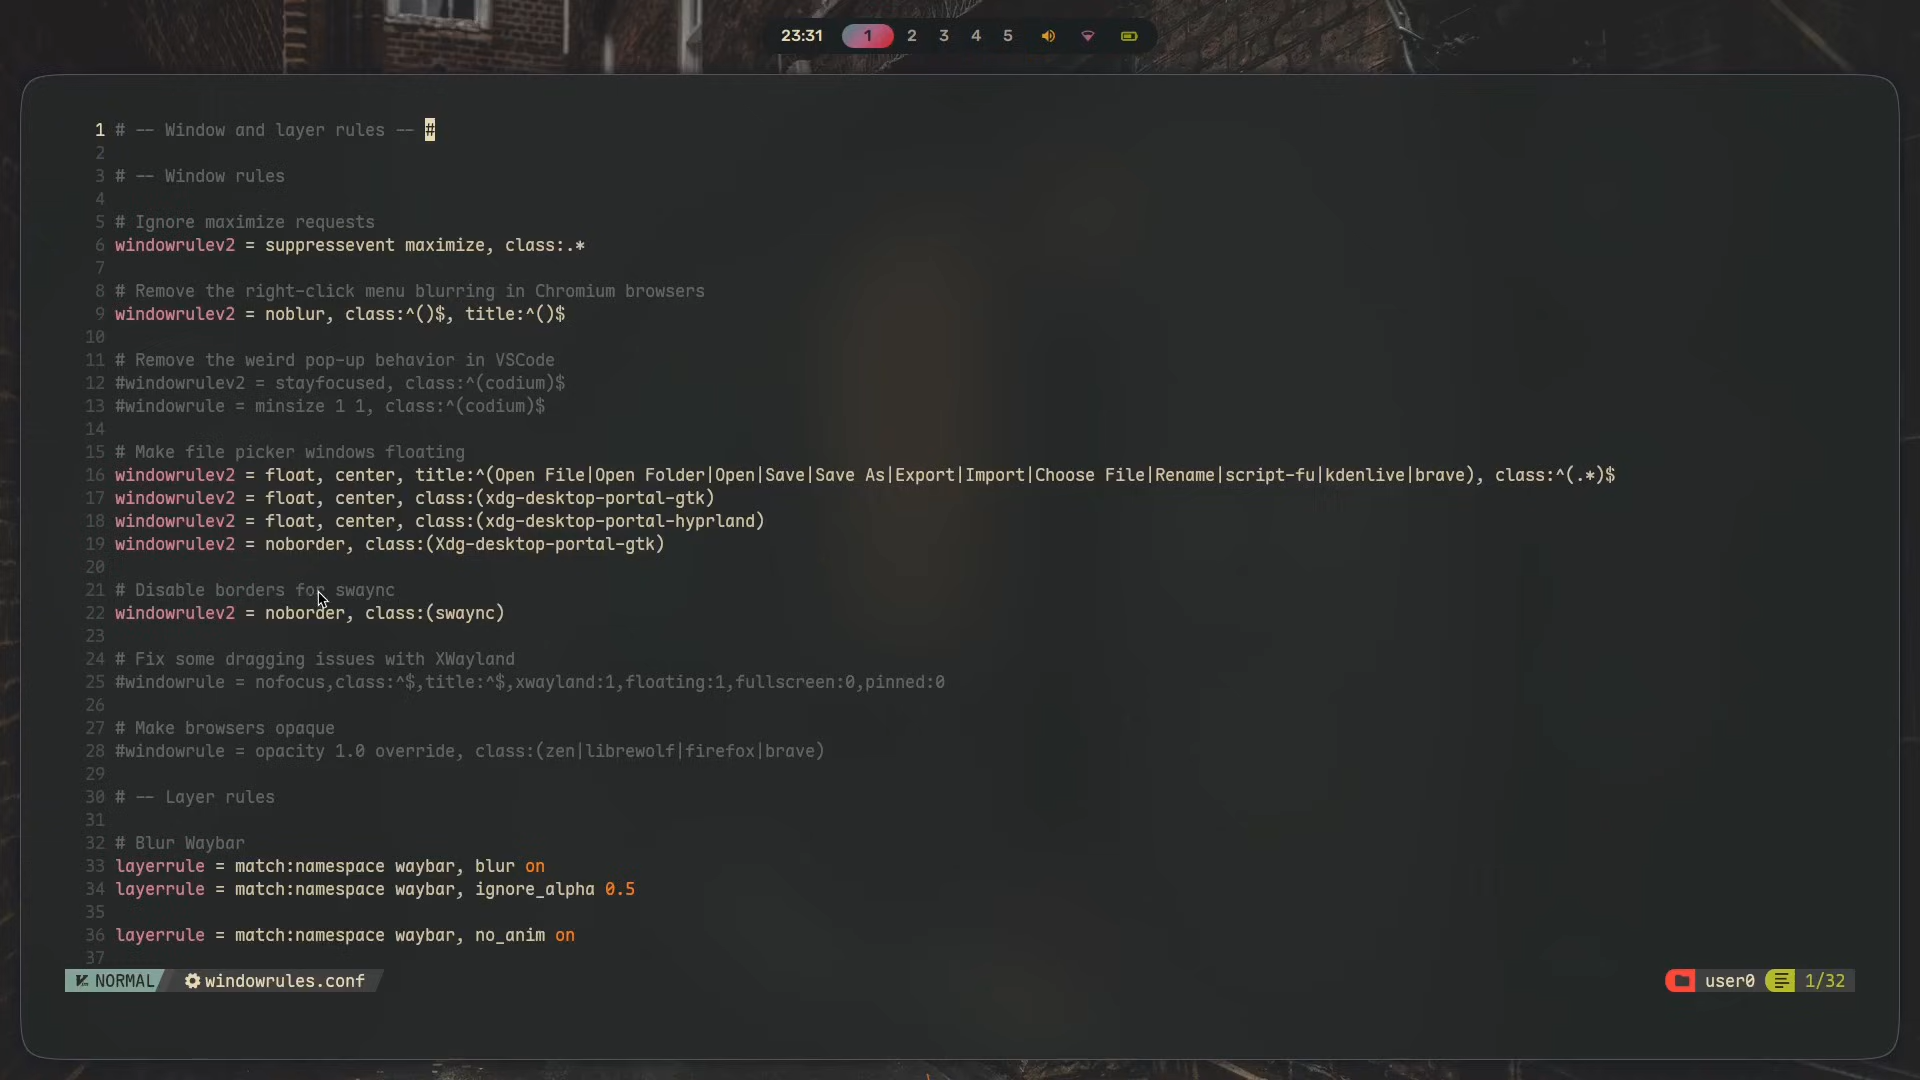 23:31 1 2 3 4 5
1 # -- Window and layer rules -- #
2
3 # -- Window rules
4
5 # Ignore maximize requests
6 windowrulev2 = suppressevent maximize, class:.*
7
8 # Remove the right-click menu blurring in Chromium browsers
9 windowrulev2 = noblur, class:^()$, title:^()$
10
11 # Remove the weird pop-up behavior in VSCode
12 #windowrulev2 = stayfocused, class:^(codium)$
13 #windowrule = minsize 1 1, class:^(codium)$
14
15 # Make file picker windows floating
16 windowrulev2 = float, center, title:^(Open File|Open Folder|Open|Save|Save As|Export|Import|Choose File|Rename|script-fu|kdenlive|brave), class:^(.*)$
17 windowrulev2 = float, center, class:(xdg-desktop-portal-gtk)
18 windowrulev2 = float, center, class:(xdg-desktop-portal-hyprland)
19 windowrulev2 = noborder, class:(Xdg-desktop-portal-gtk)
20
21 # Disable borders for swaync
22 windowrulev2 = noborder, class:(swaync)
23
24 # Fix some dragging issues with XWayland
25 #windowrule = nofocus,class:^$,title:^$,xwayland:1,floating:1,fullscreen:0,pinned:0
26
27 # Make browsers opaque
28 #windowrule = opacity 1.0 override, class:(zen|librewolf|firefox|brave)
29
30 # -- Layer rules
31
32 # Blur Waybar
33 layerrule = match:namespace waybar, blur on
34 layerrule = match:namespace waybar, ignore_alpha 0.5
35
36 layerrule = match:namespace waybar, no_anim on
37
NORMAL windowrules.conf user0 1/32